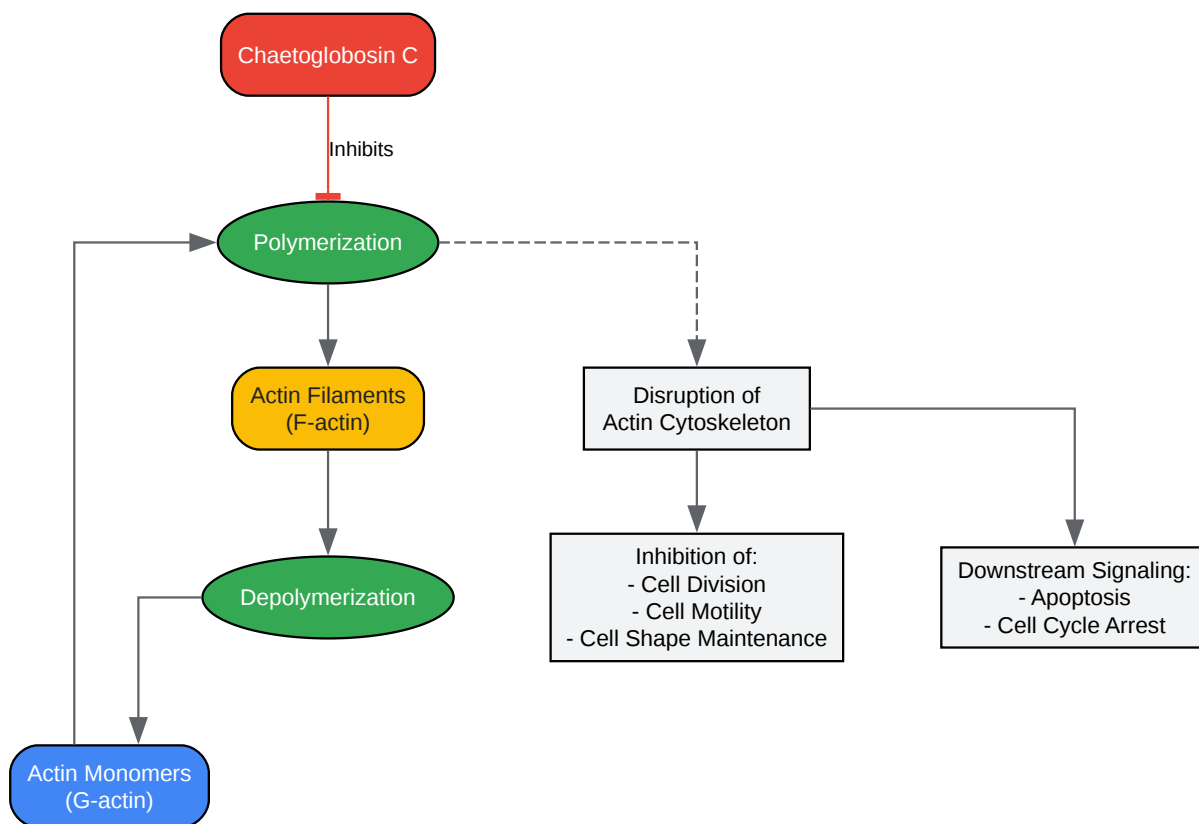 Chaetoglobosin C
Inhibits
Polymerization
Actin Filaments
(F-actin)
Disruption of
Actin Cytoskeleton
Depolymerization
Inhibition of:
- Cell Division
- Cell Motility
- Cell Shape Maintenance
Downstream Signaling:
- Apoptosis
- Cell Cycle Arrest
Actin Monomers
(G-actin)